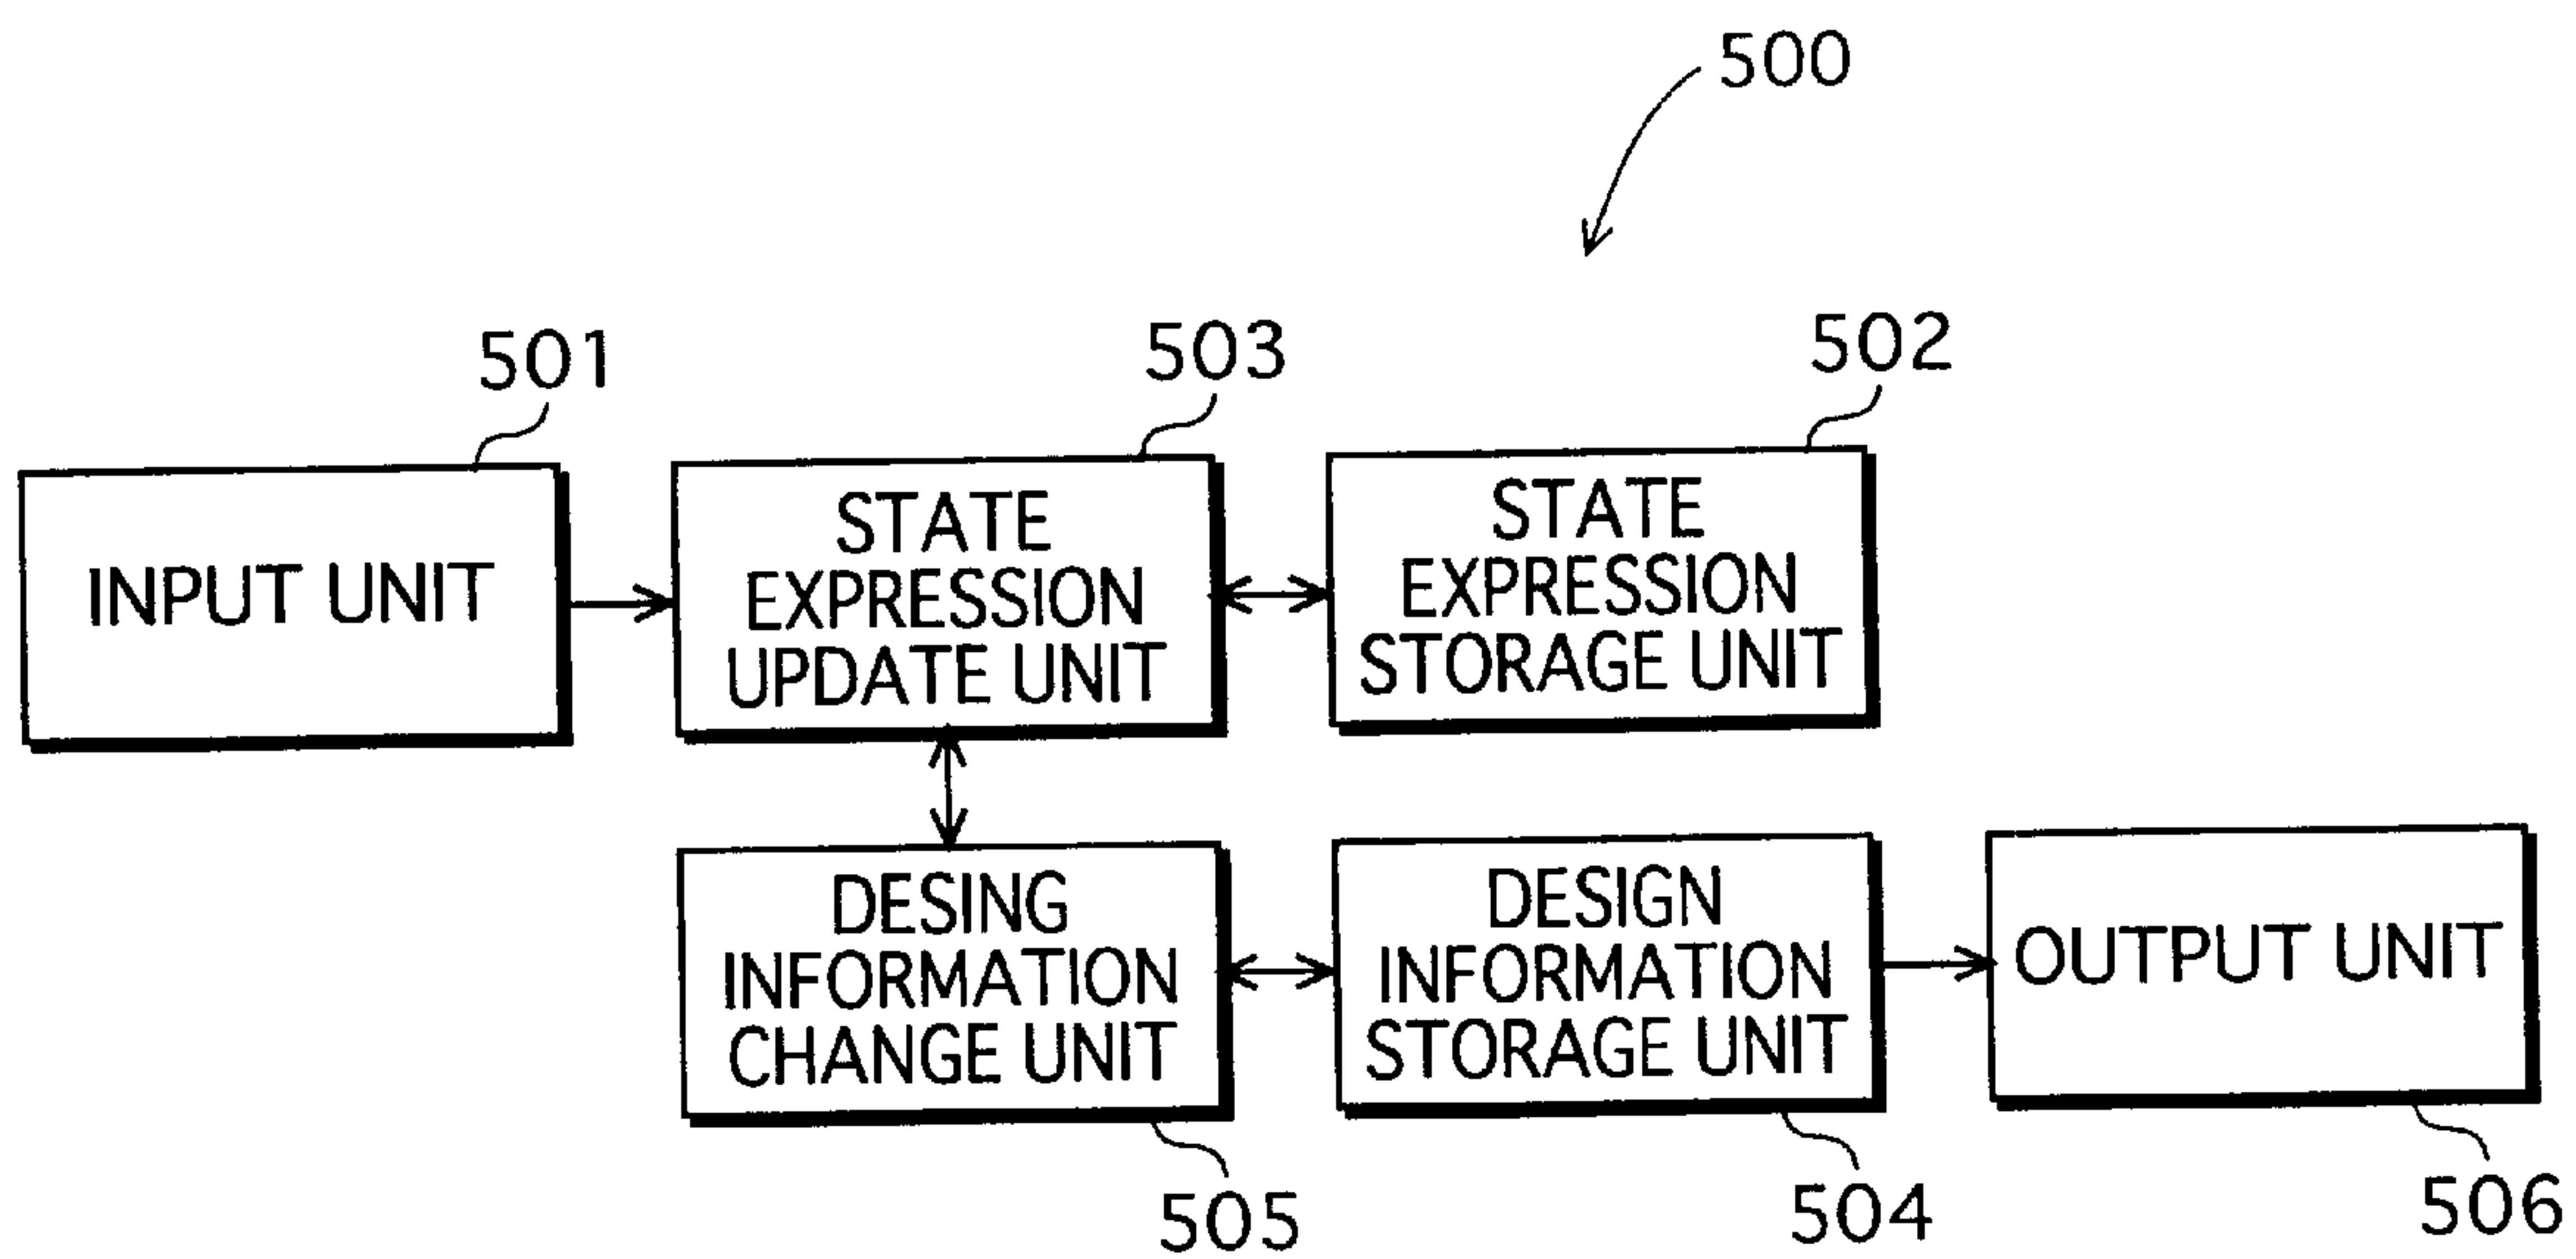 500
501
503
502
INPUT UNIT
STATE
EXPRESSION
UPDATE UNIT
STATE
EXPRESSION
STORAGE UNIT
DESING
INFORMATION
CHANGE UNIT
DESIGN
INFORMATION
STORAGE UNIT
OUTPUT UNIT
505
504
506